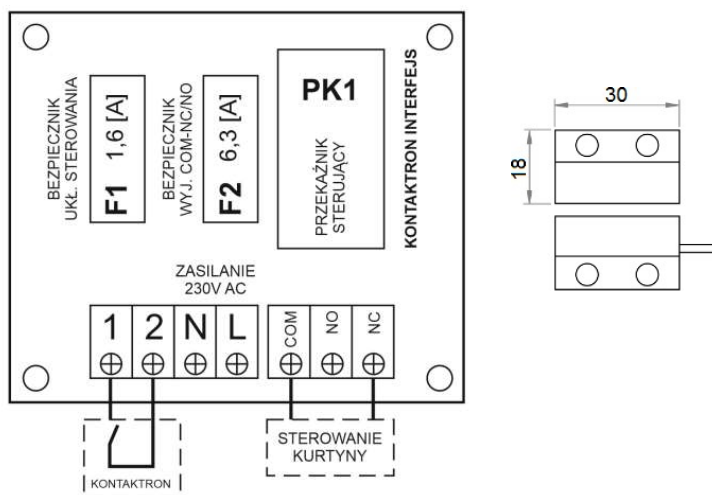 BEZPIECZNIK
UKŁ. STEROWANIA
F1 1,6 [A]
BEZPIECZNIK
WYJ. COM-NC/NO
F2 6,3 [A]
PK1
PRZEKAŹNIK
STERUJĄCY
KONTAKTRON INTERFEJS
ZASILANIE
230V AC
1 2 N L
COM NO NC
KONTAKTRON
STEROWANIE
KURTYNY
30
18